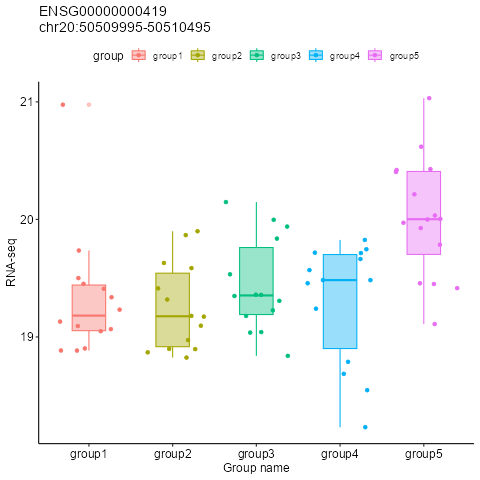 ENSG00000000419
chr20:50509995-50510495
group group1 group2 group3 group4 group5
21
20
19
RNA-seq
group1 group2 group3 group4 group5
Group name